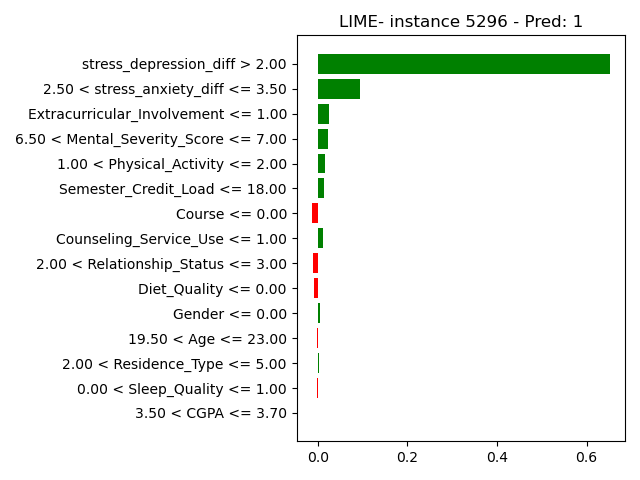 LIME- instance 5296 - Pred: 1
stress_depression_diff > 2.00
2.50 < stress_anxiety_diff <= 3.50
Extracurricular_Involvement <= 1.00
6.50 < Mental_Severity_Score <= 7.00
1.00 < Physical_Activity <= 2.00
Semester_Credit_Load <= 18.00
Course <= 0.00
Counseling_Service_Use <= 1.00
2.00 < Relationship_Status <= 3.00
Diet_Quality <= 0.00
Gender <= 0.00
19.50 < Age <= 23.00
2.00 < Residence_Type <= 5.00
0.00 < Sleep_Quality <= 1.00
3.50 < CGPA <= 3.70
0.0 0.2 0.4 0.6